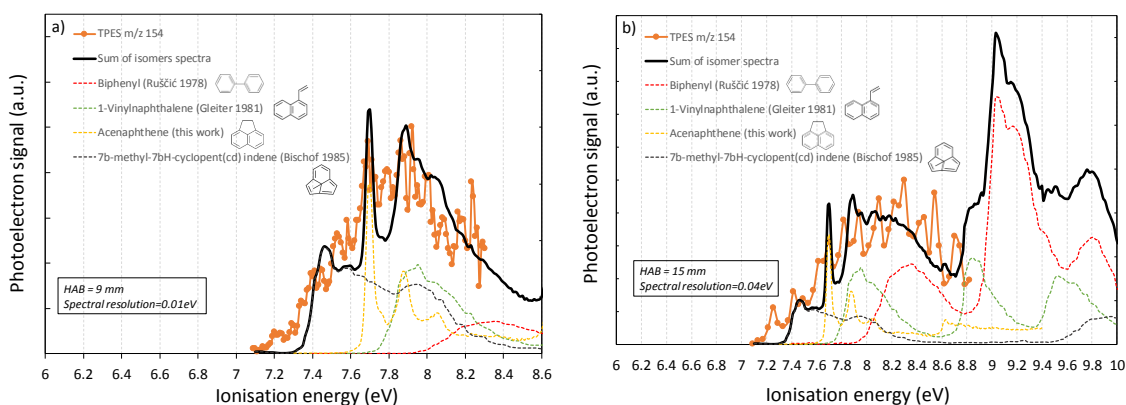 a)
TPES m/z 154
Sum of isomers spectra
Biphenyl (Ruščić 1978)
1-Vinylnaphthalene (Gleiter 1981)
Acenaphthene (this work)
7b-methyl-7bH-cyclopent(cd) indene (Bischof 1985)
HAB = 9 mm
Spectral resolution=0.01eV
Photoelectron signal (a.u.)
6 6.2 6.4 6.6 6.8 7 7.2 7.4 7.6 7.8 8 8.2 8.4 8.6
Ionisation energy (eV)
b)
TPES m/z 154
Sum of isomer spectra
Biphenyl (Ruščić 1978)
1-Vinylnaphthalene (Gleiter 1981)
Acenaphthene (this work)
7b-methyl-7bH-cyclopent(cd) indene (Bischof 1985)
HAB = 15 mm
Spectral resolution=0.04eV
Photoelectron signal (a.u.)
6 6.2 6.4 6.6 6.8 7 7.2 7.4 7.6 7.8 8 8.2 8.4 8.6 8.8 9 9.2 9.4 9.6 9.8 10
Ionisation energy (eV)